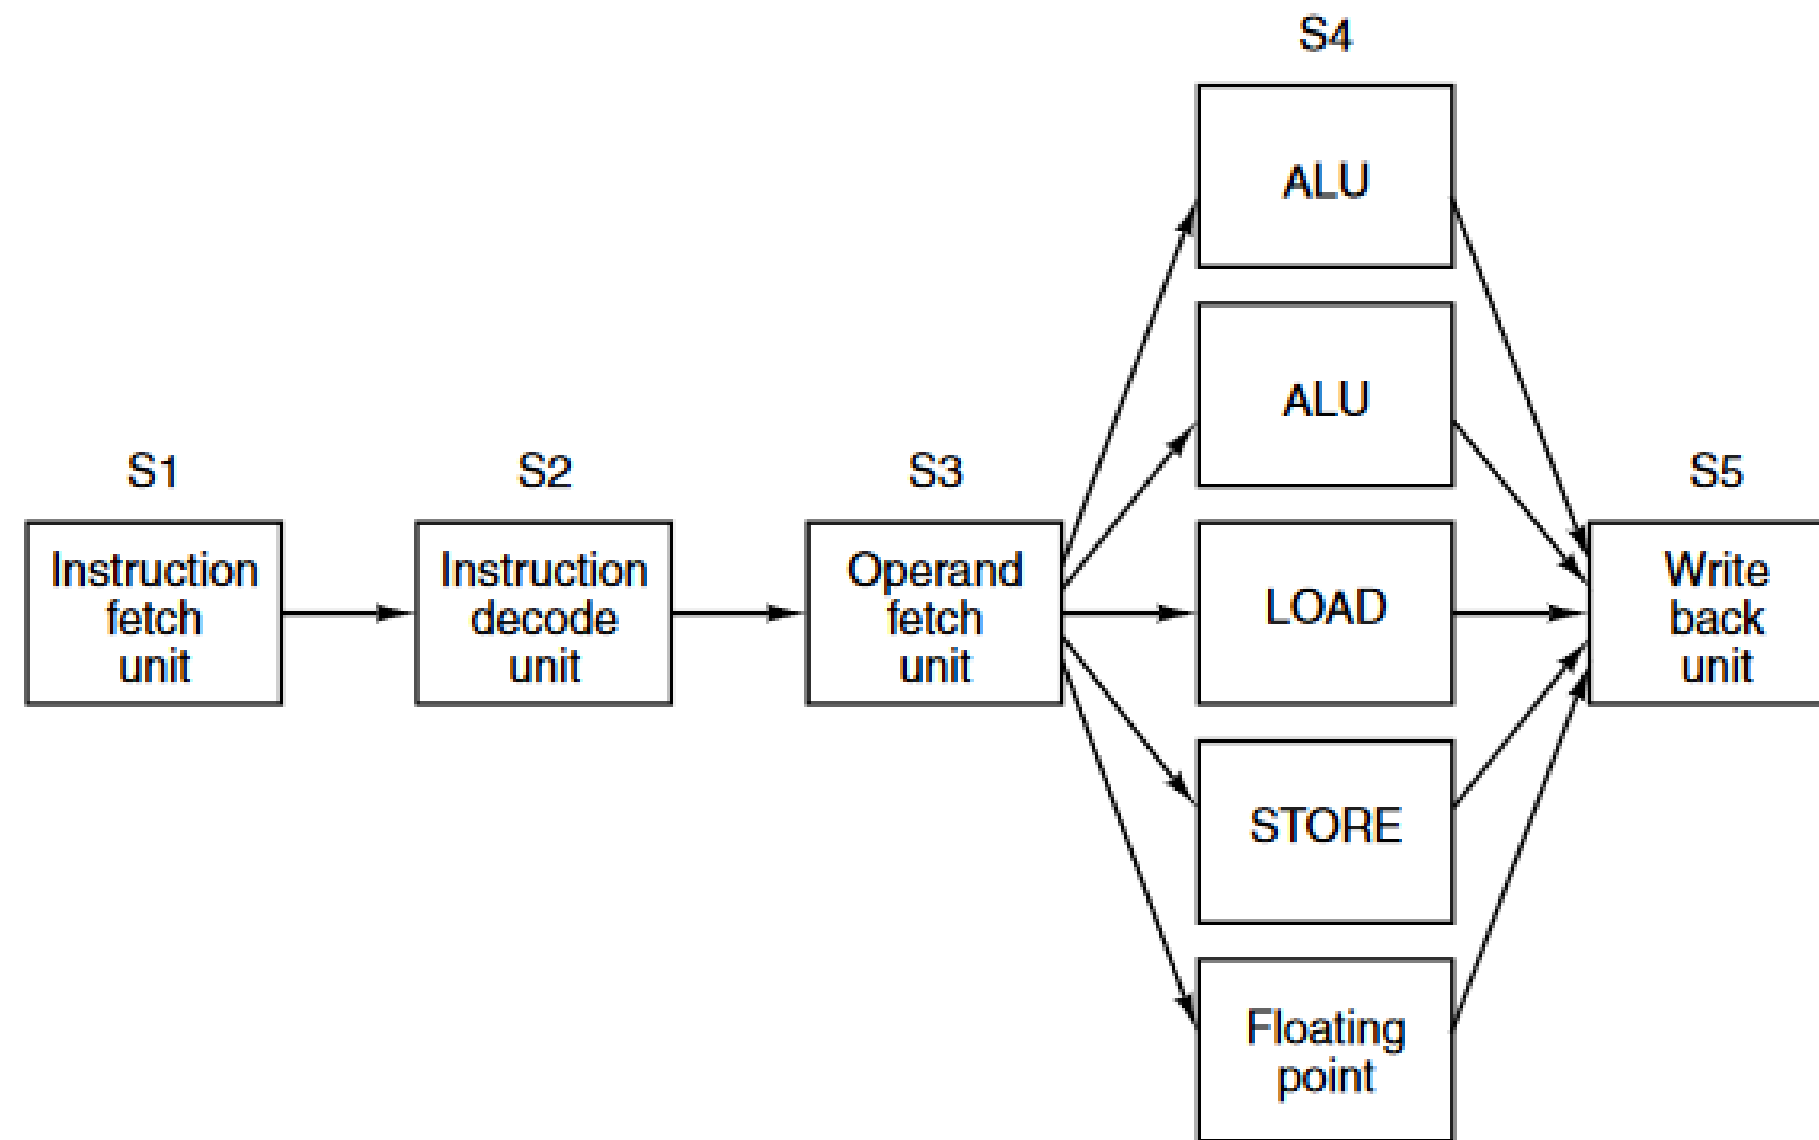 S4
ALU
ALU
S1
S2
S3
S5
Instruction
fetch
unit
Instruction
decode
unit
Operand
fetch
unit
LOAD
Write
back
unit
STORE
Floating
point